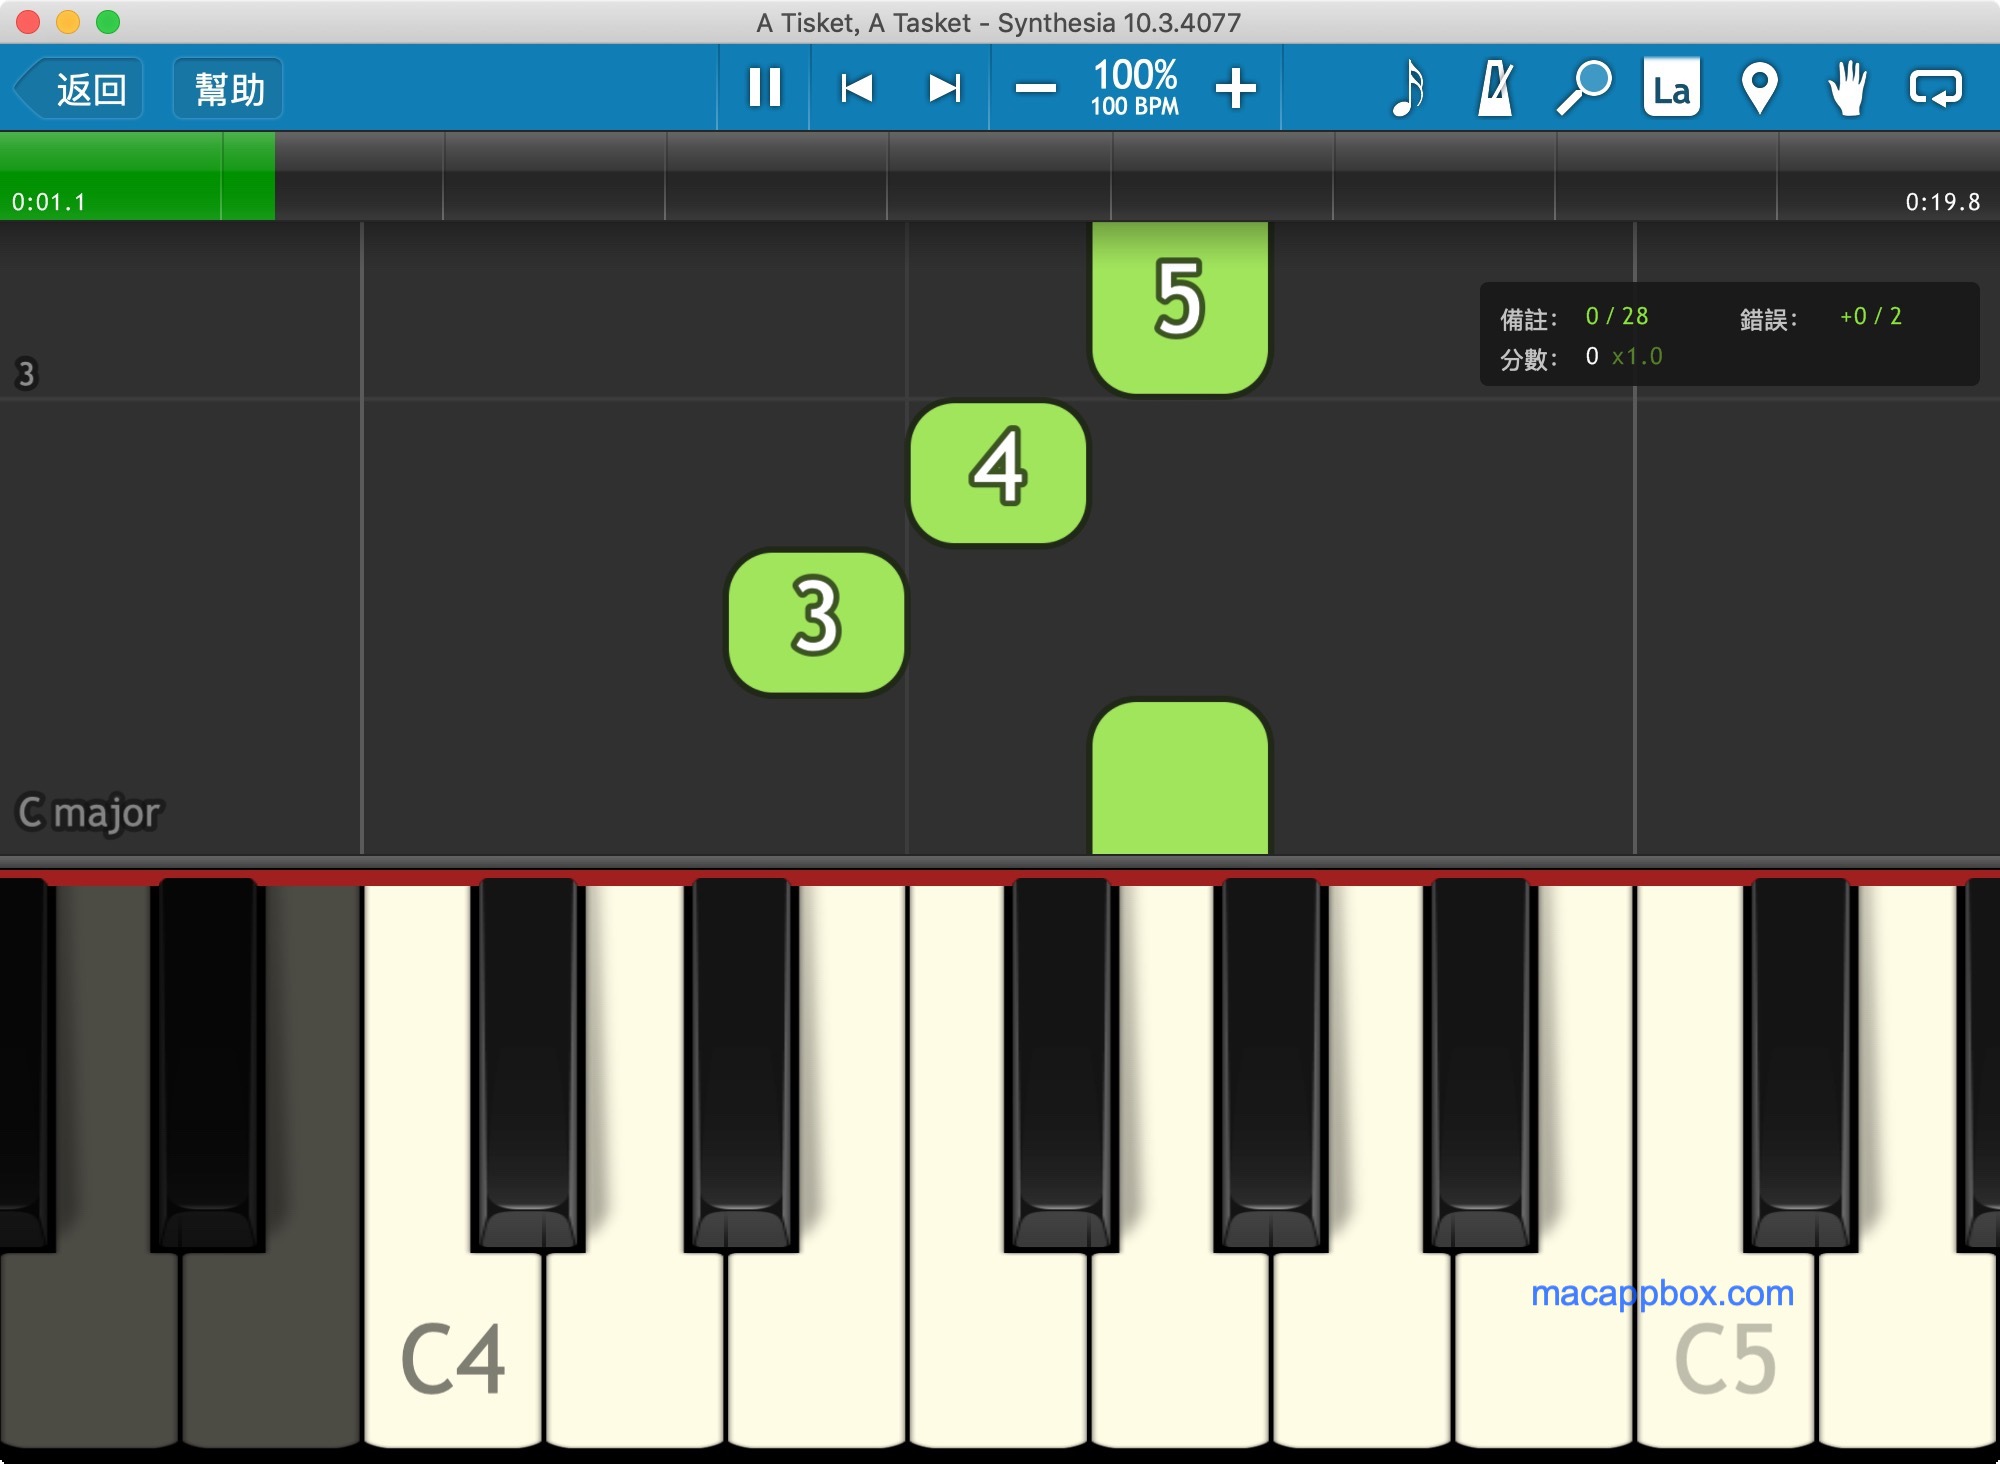 A Tisket, A Tasket - Synthesia 10.3.4077
返回
幫助
100%
100 BPM
La
0:01.1
0:19.8
5
備註： 0 / 28 錯誤： +0 / 2
分數： 0 x1.0
3
4
3
C major
macappbox.com
C4
C5